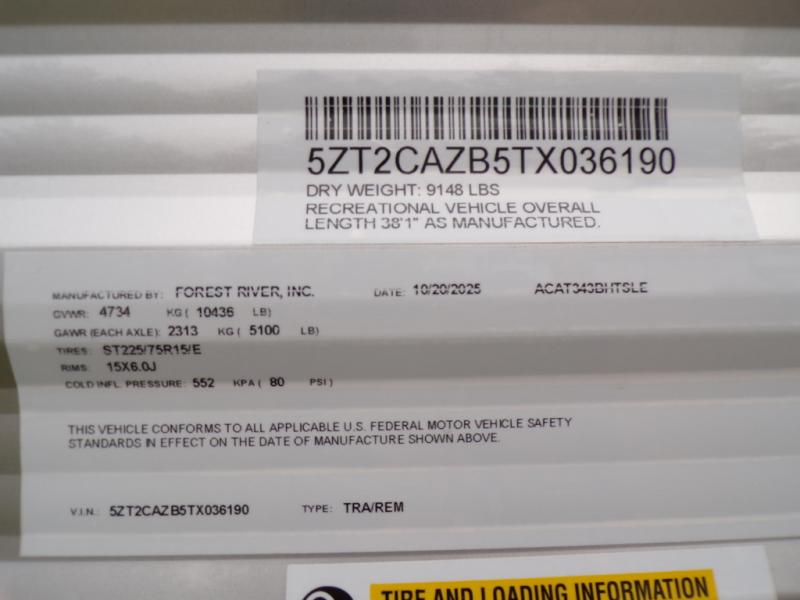 5ZT2CAZB5TX036190
DRY WEIGHT: 9148 LBS
RECREATIONAL VEHICLE OVERALL
LENGTH 38'1" AS MANUFACTURED.
MANUFACTURED BY: FOREST RIVER, INC. DATE: 10/20/2025 ACAT343BHTSLE
GVWR: 4734 KG ( 10436 LB)
GAWR (EACH AXLE): 2313 KG ( 5100 LB)
TIRES: ST225/75R15/E
RIMS: 15X6.0J
COLD INFL. PRESSURE: 552 KPA ( 80 PSI )
THIS VEHICLE CONFORMS TO ALL APPLICABLE U.S. FEDERAL MOTOR VEHICLE SAFETY
STANDARDS IN EFFECT ON THE DATE OF MANUFACTURE SHOWN ABOVE.
V.I.N.: 5ZT2CAZB5TX036190 TYPE: TRA/REM
TIRE AND LOADING INFORMATION